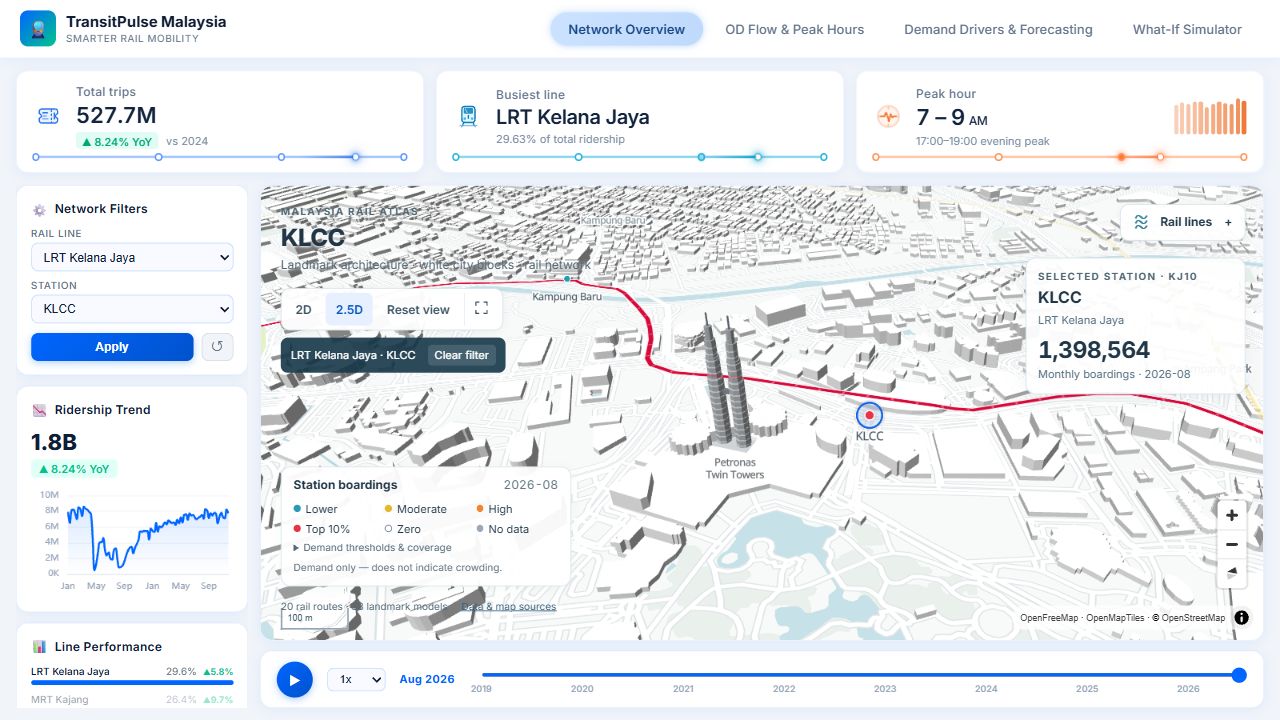 TransitPulse Malaysia
SMARTER RAIL MOBILITY
Network Overview
OD Flow & Peak Hours
Demand Drivers & Forecasting
What-If Simulator
Total trips
527.7M
▲ 8.24% YoY vs 2024
Busiest line
LRT Kelana Jaya
29.63% of total ridership
Peak hour
7 – 9 AM
17:00–19:00 evening peak
Network Filters
RAIL LINE
LRT Kelana Jaya
STATION
KLCC
Apply
↺
Ridership Trend
1.8B
▲ 8.24% YoY
10M
8M
6M
4M
2M
0K
Jan May Sep Jan May Sep
Line Performance
LRT Kelana Jaya 29.6% ▲5.8%
MRT Kajang 26.4% ▲9.7%
MALAYSIA RAIL ATLAS
KLCC
Landmark architecture · white city blocks · rail network
2D 2.5D Reset view
LRT Kelana Jaya · KLCC Clear filter
Kampung Baru
Kampung Baru
Rail lines +
SELECTED STATION · KJ10
KLCC
LRT Kelana Jaya
1,398,564
Monthly boardings · 2026-08
Park
KLCC
Petronas
Twin Towers
Station boardings 2026-08
Lower Moderate High
Top 10% Zero No data
▸ Demand thresholds & coverage
Demand only — does not indicate crowding.
20 rail routes · landmark models · Data & map sources
100 m
+
−
OpenFreeMap · OpenMapTiles · © OpenStreetMap
1x
Aug 2026
2019 2020 2021 2022 2023 2024 2025 2026